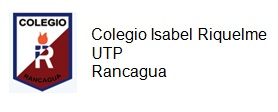 COLEGIO
R
RANCAGUA
Colegio Isabel Riquelme
UTP
Rancagua